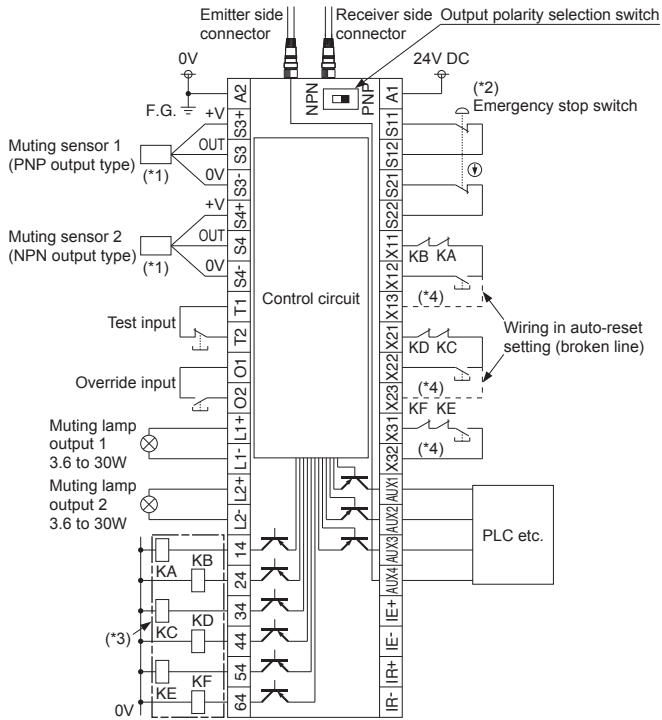 Emitter side
connector
Receiver side
connector
Output polarity selection switch
0V
24V DC
F.G.
A2
NPN
PNP
A1
(*2)
Emergency stop switch
Muting sensor 1
(PNP output type)
(*1)
+V
OUT
0V
S3+
S3
S3-
S11
S12
S21
S22
Muting sensor 2
(NPN output type)
(*1)
+V
OUT
0V
S4+
S4
S4-
X11
X12
X13
KB KA
(*4)
Control circuit
Test input
T1
T2
X21
X22
X23
KD KC
(*4)
Wiring in auto-reset
setting (broken line)
Override input
O1
O2
X31
X32
KF KE
(*4)
Muting lamp
output 1
3.6 to 30W
L1+
L1-
Muting lamp
output 2
3.6 to 30W
L2+
L2-
AUX1
AUX2
AUX3
AUX4
PLC etc.
14
24
34
44
54
64
KA
KB
KC
KD
KE
KF
(*3)
0V
IE+
IE-
IR+
IR-